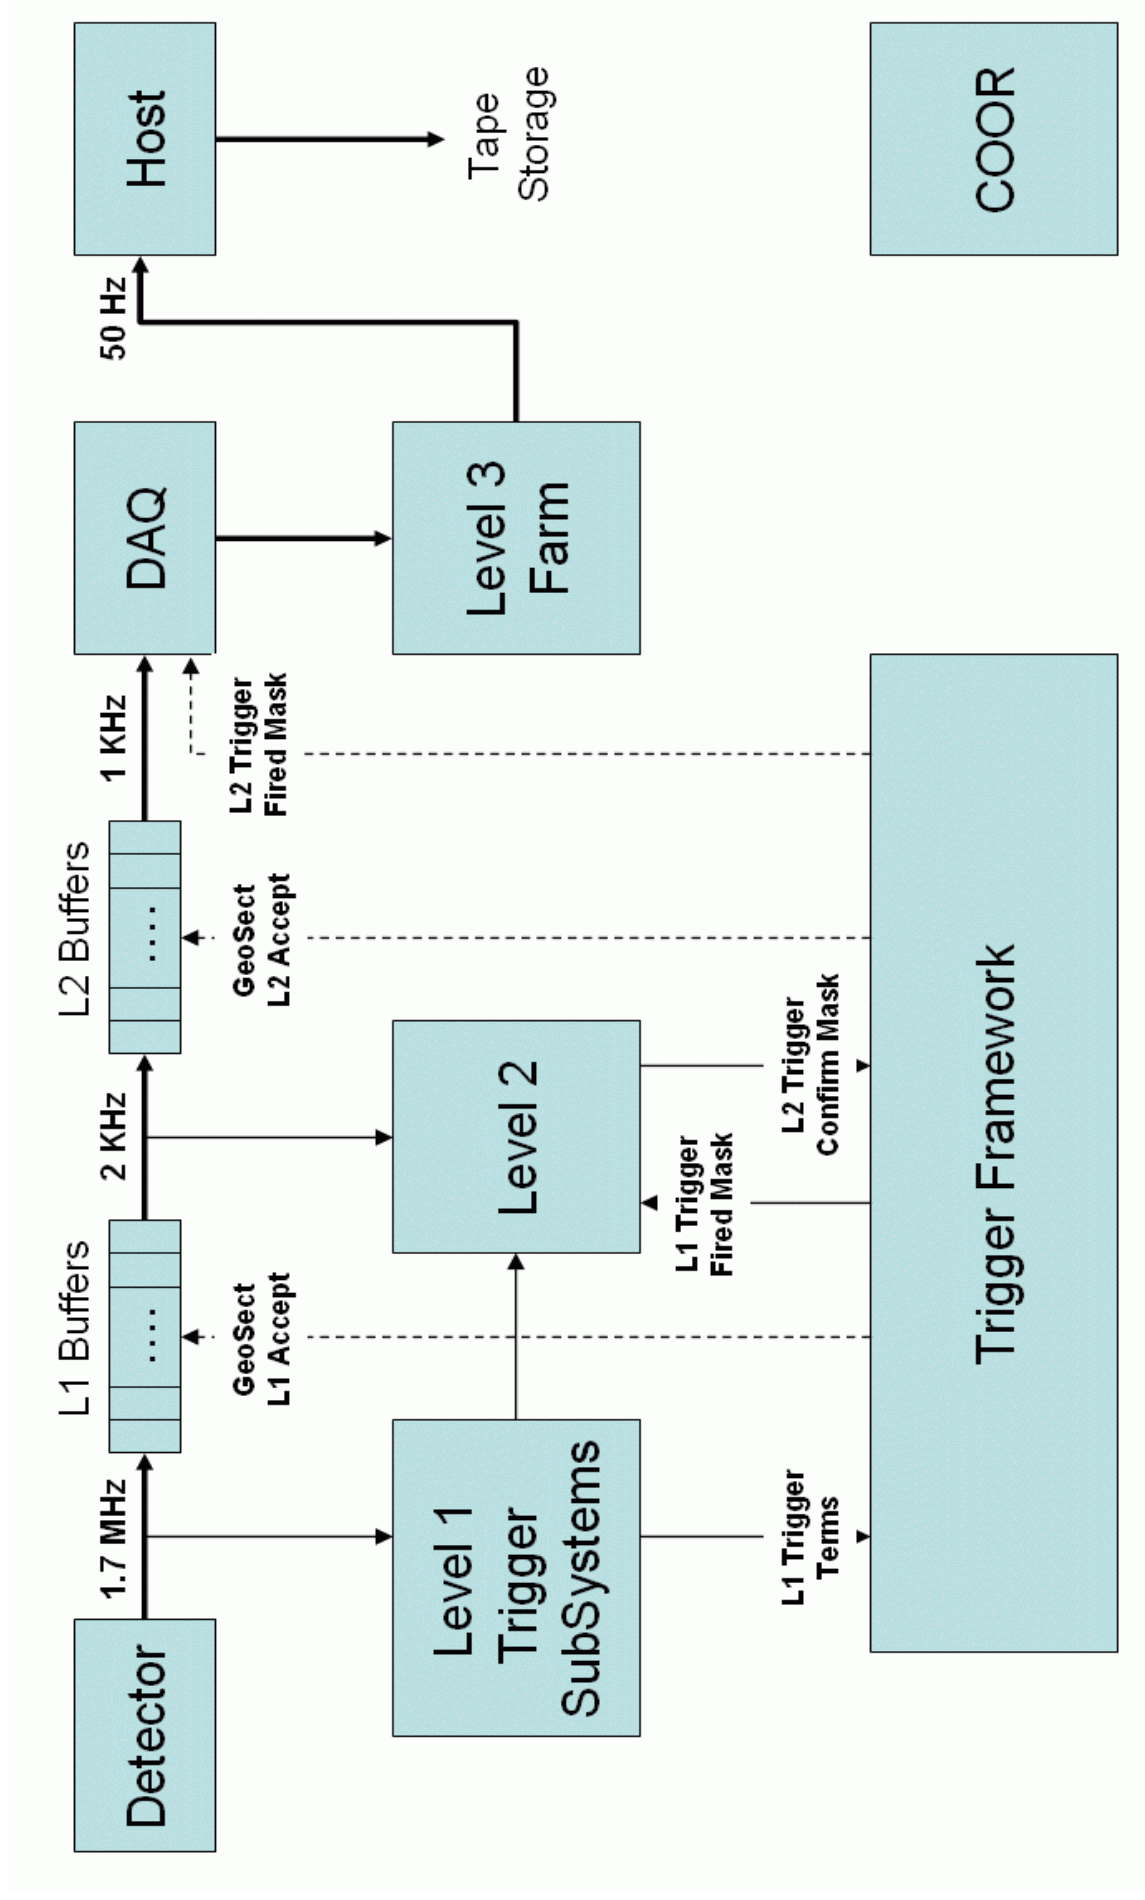 L1 Buffers
L2 Buffers
1.7 MHz
2 KHz
1 KHz
50 Hz
Detector
DAQ
Host
GeoSect
L1 Accept
GeoSect
L2 Accept
L2 Trigger
Fired Mask
Tape
Storage
Level 1
Trigger
SubSystems
Level 2
Level 3
Farm
L1 Trigger
Terms
L1 Trigger
Fired Mask
L2 Trigger
Confirm Mask
Trigger Framework
COOR